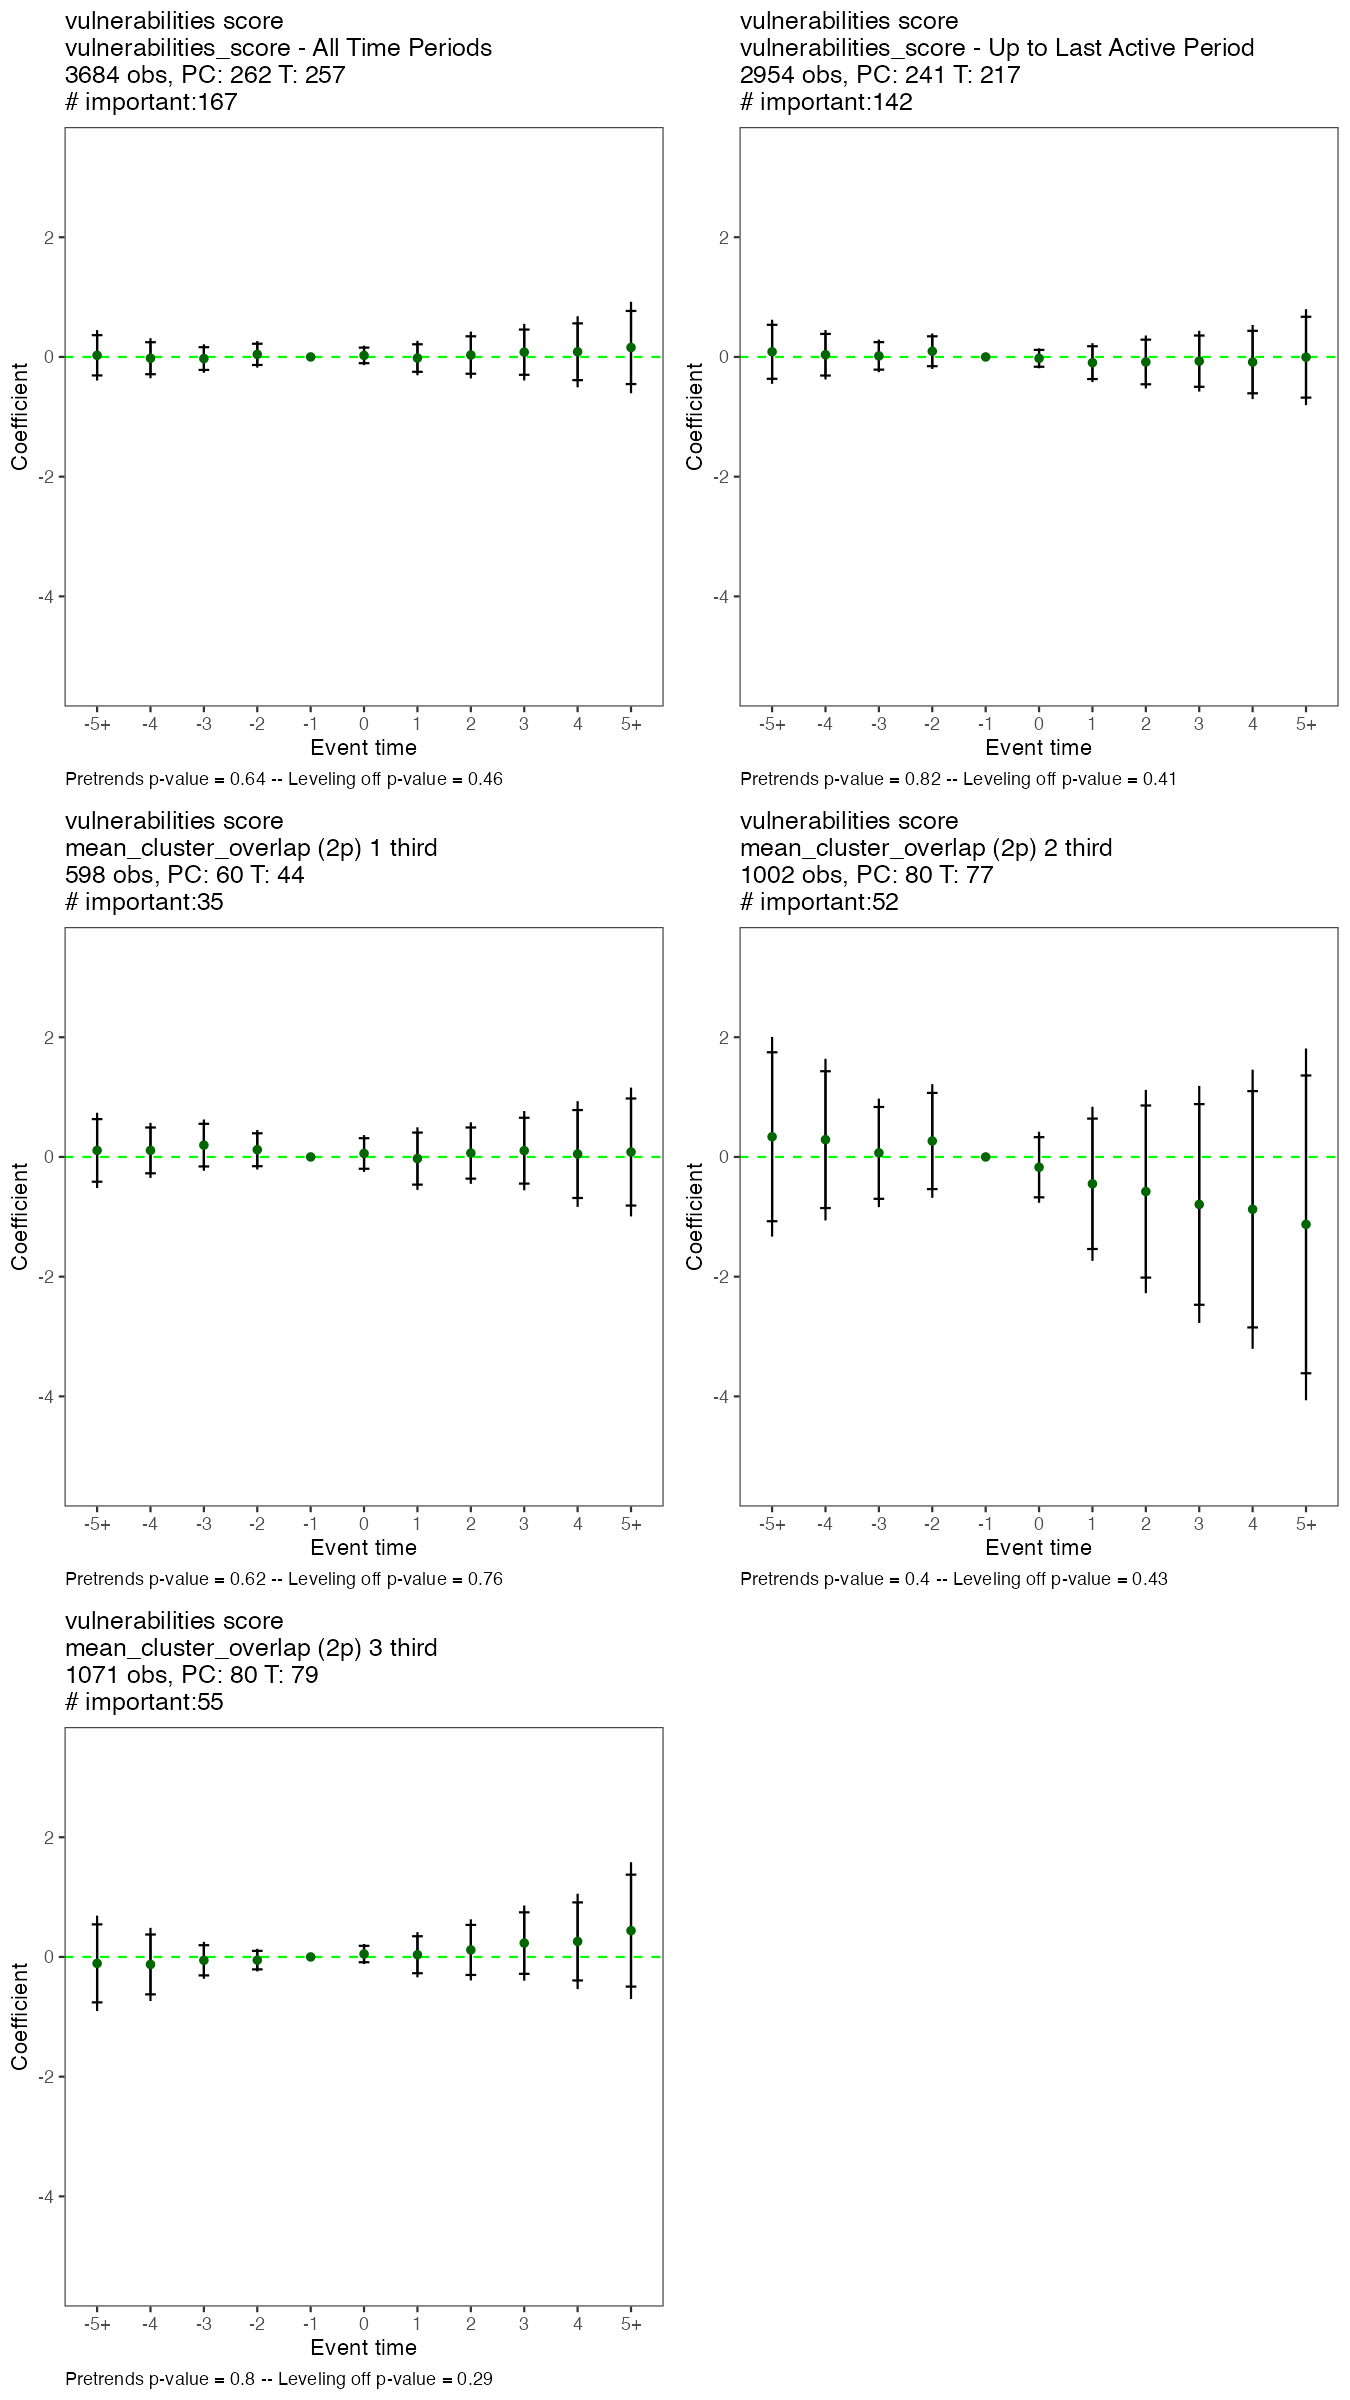 vulnerabilities score
vulnerabilities_score - All Time Periods
3684 obs, PC: 262 T: 257
# important:167
2
0
-2
-4
Coefficient
-5+ -4 -3 -2 -1 0 1 2 3 4 5+
Event time
Pretrends p-value = 0.64 -- Leveling off p-value = 0.46
vulnerabilities score
vulnerabilities_score - Up to Last Active Period
2954 obs, PC: 241 T: 217
# important:142
2
0
-2
-4
Coefficient
-5+ -4 -3 -2 -1 0 1 2 3 4 5+
Event time
Pretrends p-value = 0.82 -- Leveling off p-value = 0.41
vulnerabilities score
mean_cluster_overlap (2p) 1 third
598 obs, PC: 60 T: 44
# important:35
2
0
-2
-4
Coefficient
-5+ -4 -3 -2 -1 0 1 2 3 4 5+
Event time
Pretrends p-value = 0.62 -- Leveling off p-value = 0.76
vulnerabilities score
mean_cluster_overlap (2p) 2 third
1002 obs, PC: 80 T: 77
# important:52
2
0
-2
-4
Coefficient
-5+ -4 -3 -2 -1 0 1 2 3 4 5+
Event time
Pretrends p-value = 0.4 -- Leveling off p-value = 0.43
vulnerabilities score
mean_cluster_overlap (2p) 3 third
1071 obs, PC: 80 T: 79
# important:55
2
0
-2
-4
Coefficient
-5+ -4 -3 -2 -1 0 1 2 3 4 5+
Event time
Pretrends p-value = 0.8 -- Leveling off p-value = 0.29